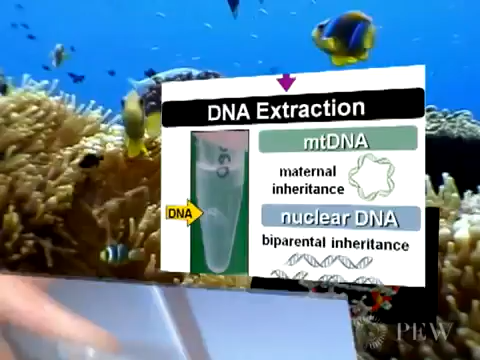 DNA Extraction
mtDNA
maternal
inheritance
DNA
nuclear DNA
biparental inheritance
PEW